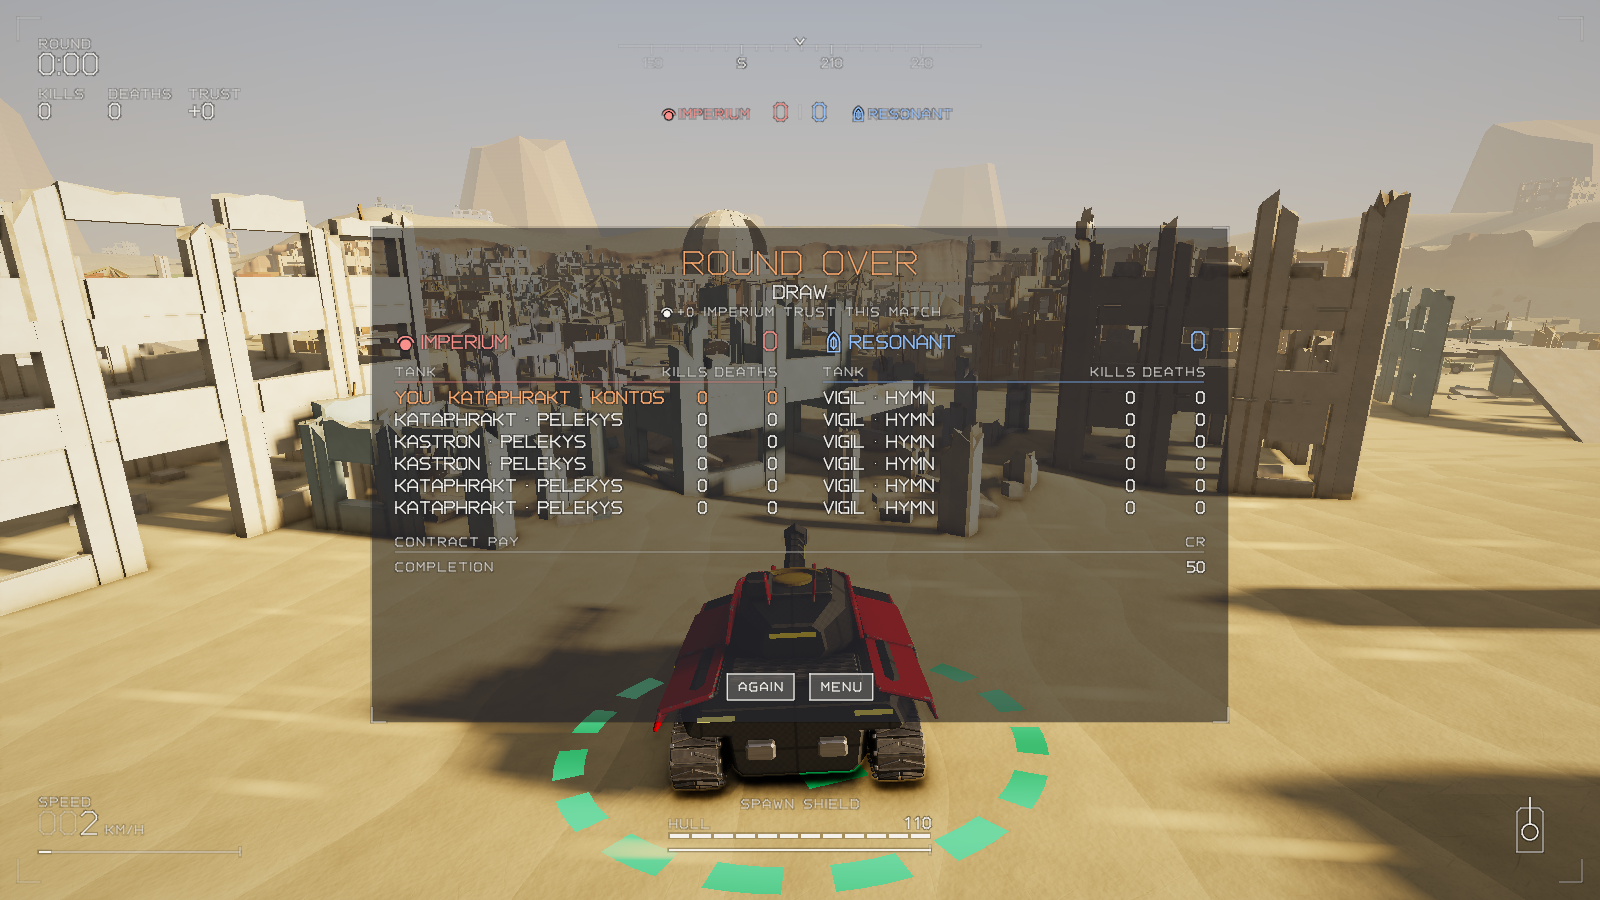 ROUND
0:00
KILLS DEATHS TRUST
0 0 +0
S 210 240
IMPERIUM 0 0 RESONANT
ROUND OVER
DRAW
+0 IMPERIUM TRUST THIS MATCH
IMPERIUM 0 RESONANT 0
TANK KILLS DEATHS TANK KILLS DEATHS
YOU · KATAPHRAKT · KONTOS 0 0 VIGIL · HYMN 0 0
KATAPHRAKT · PELEKYS 0 0 VIGIL · HYMN 0 0
KASTRON · PELEKYS 0 0 VIGIL · HYMN 0 0
KASTRON · PELEKYS 0 0 VIGIL · HYMN 0 0
KATAPHRAKT · PELEKYS 0 0 VIGIL · HYMN 0 0
KATAPHRAKT · PELEKYS 0 0 VIGIL · HYMN 0 0
CONTRACT PAY CR
COMPLETION 50
AGAIN MENU
SPAWN SHIELD
HULL 110
SPEED
002 KM/H